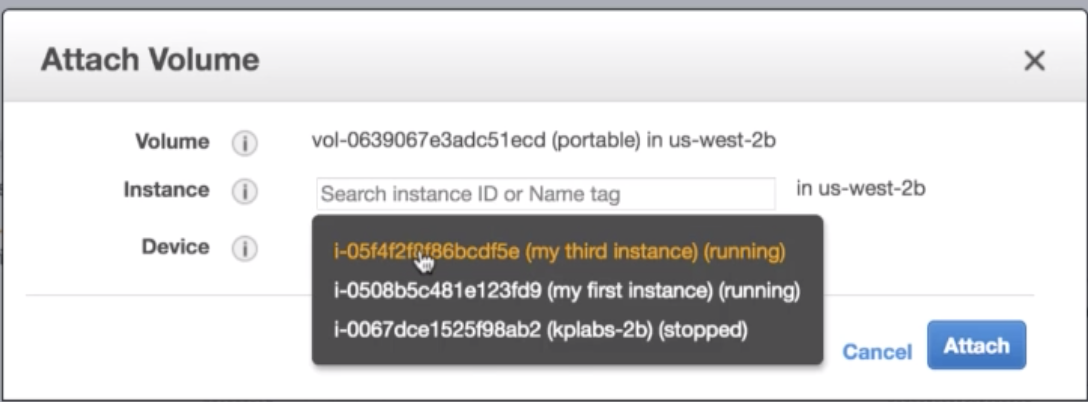 Attach Volume
Volume
vol-0639067e3adc51ecd (portable) in us-west-2b
Instance
Search instance ID or Name tag
in us-west-2b
Device
(my third instance) (running)
i-0508b5c481e123fd9 (my first instance) (running)
i-0067dce1525f98ab2 (kplabs-2b) (stopped)
Cancel
Attach